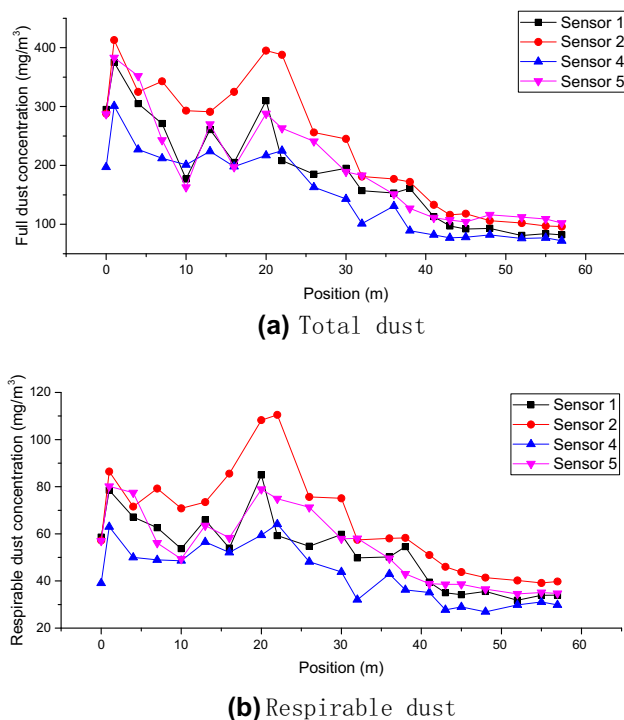 Full dust concentration (mg/m³)
400
300
200
100
0
10
20
30
40
50
60
Position (m)
Sensor 1
Sensor 2
Sensor 4
Sensor 5
(a) Total dust
Respirable dust concentration (mg/m³)
120
100
80
60
40
20
0
10
20
30
40
50
60
Position (m)
Sensor 1
Sensor 2
Sensor 4
Sensor 5
(b) Respirable dust